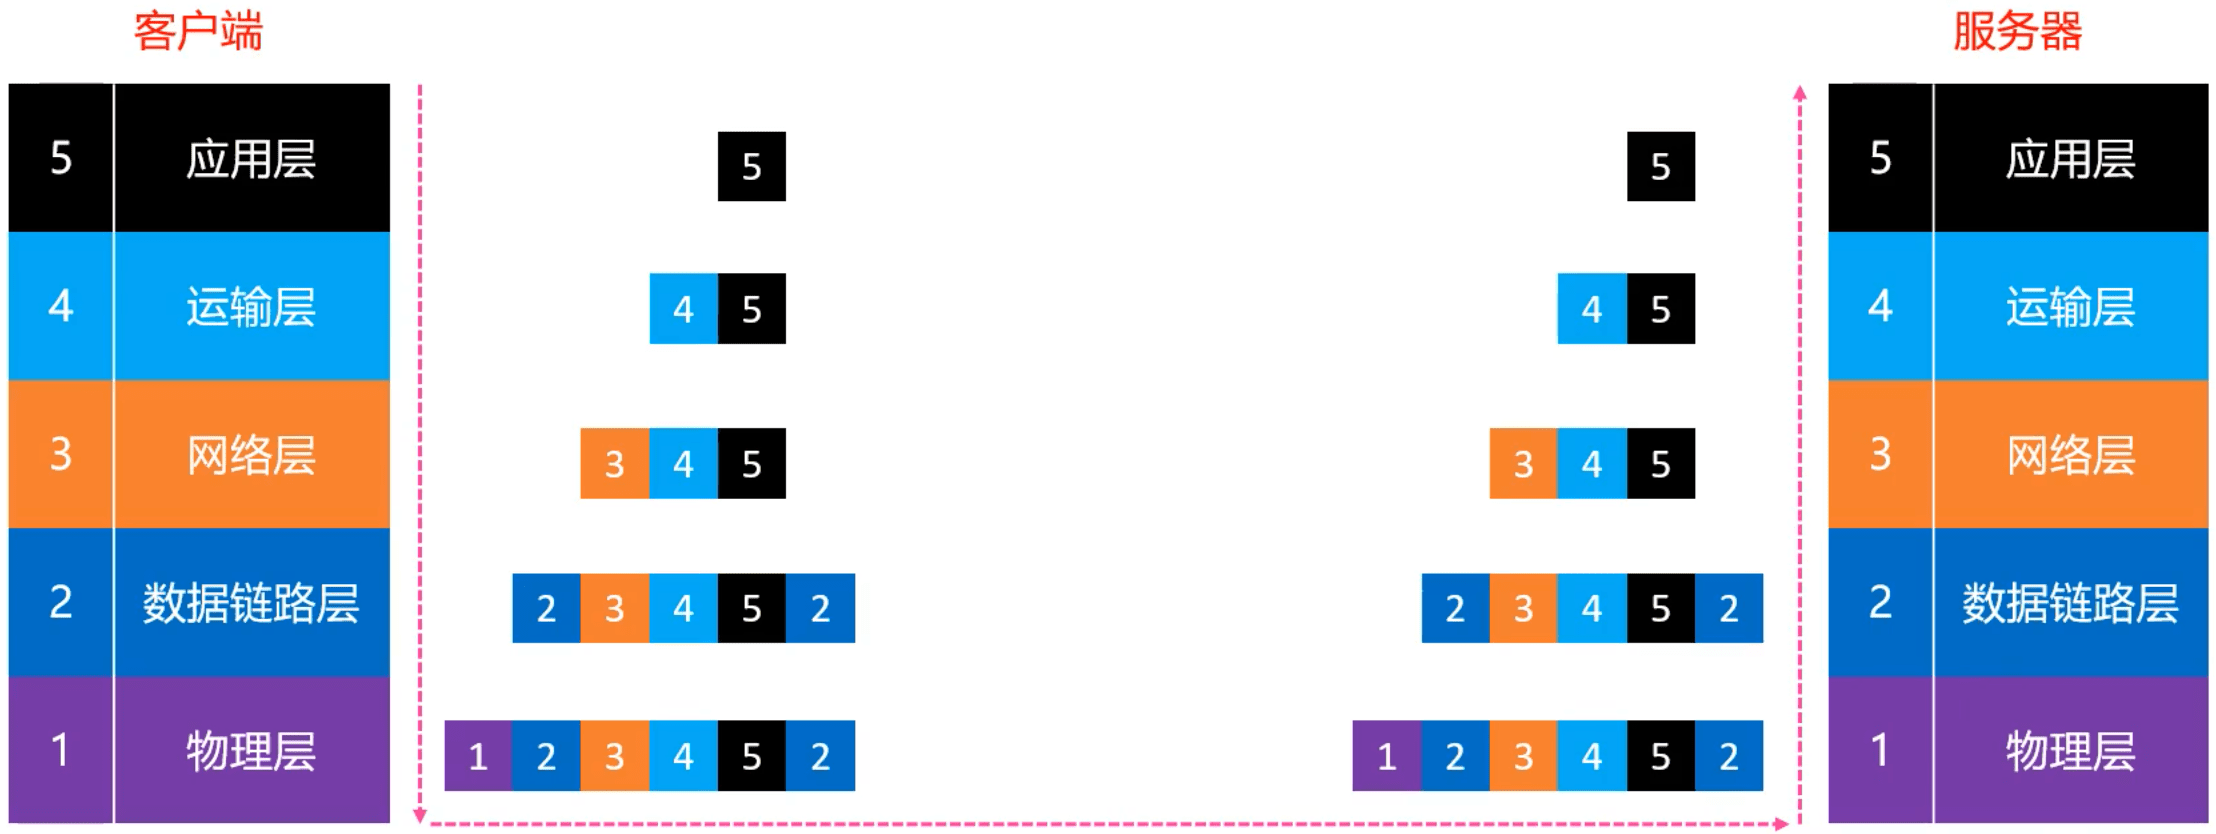 客户端 服务器
5 应用层 5 5 5 应用层
4 运输层 4 5 4 5 4 运输层
3 网络层 3 4 5 3 4 5 3 网络层
2 数据链路层 2 3 4 5 2 2 3 4 5 2 2 数据链路层
1 物理层 1 2 3 4 5 2 1 2 3 4 5 2 1 物理层